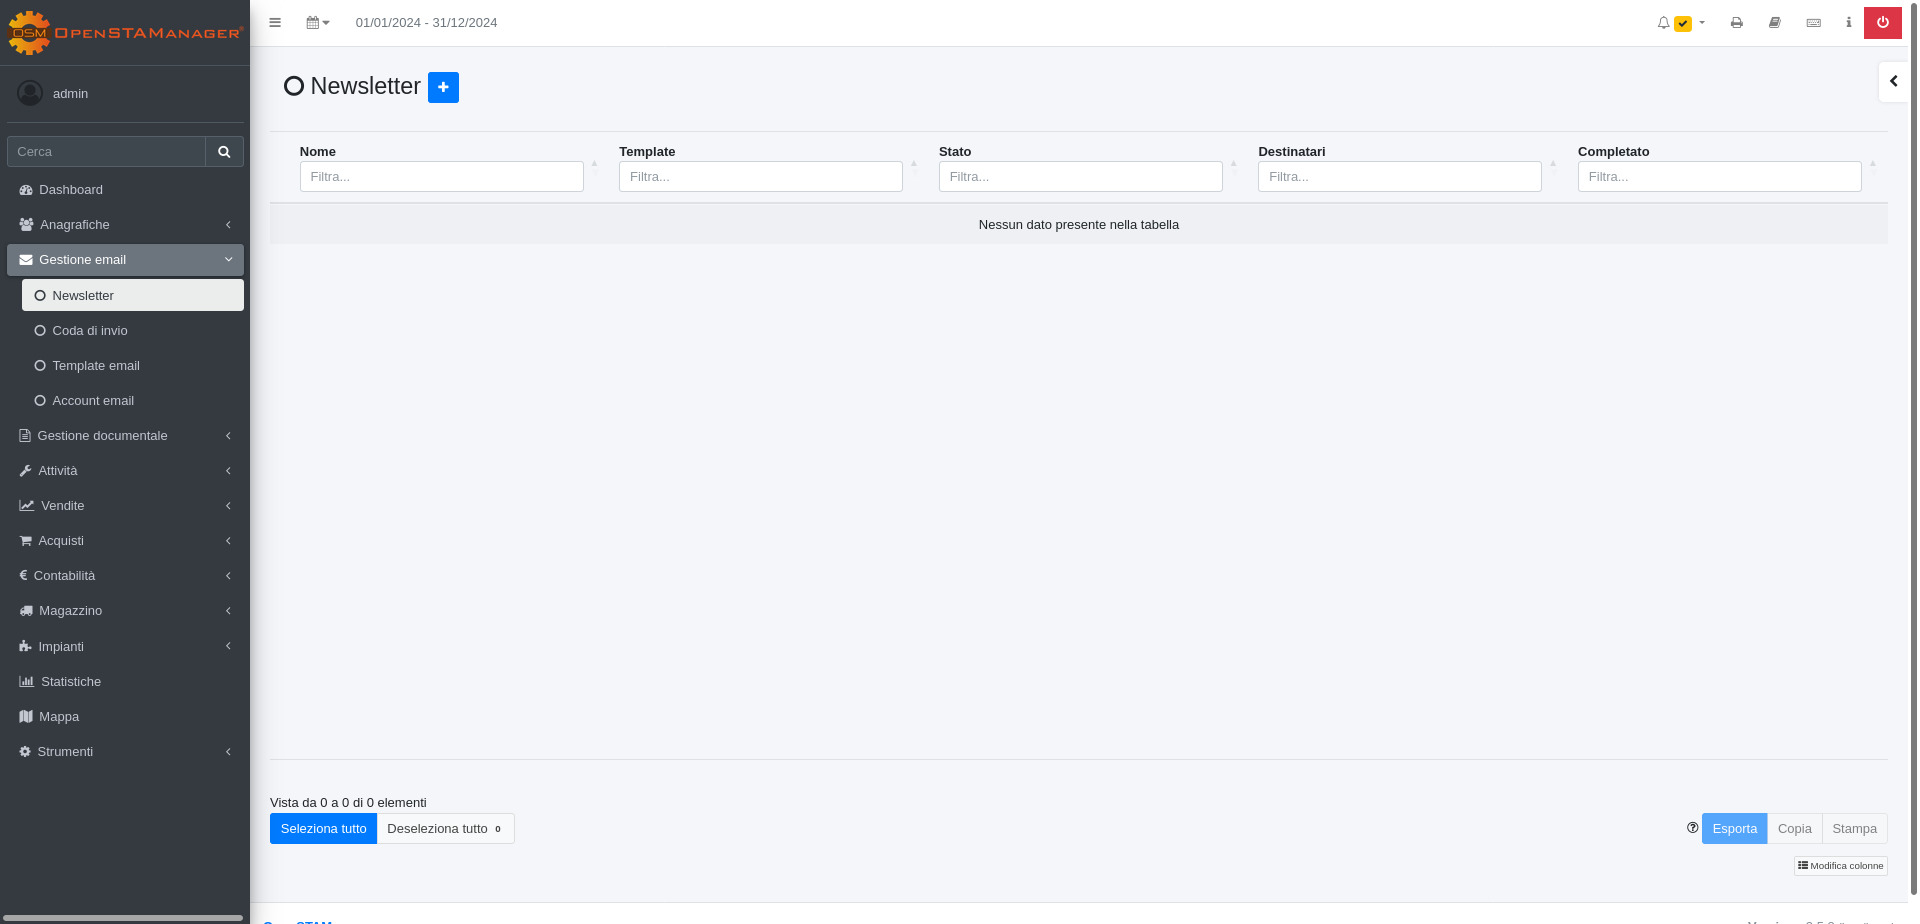 OSM OpenSTAManager®
01/01/2024 - 31/12/2024
admin
Cerca
Dashboard
Anagrafiche
Gestione email
Newsletter
Coda di invio
Template email
Account email
Gestione documentale
Attività
Vendite
Acquisti
Contabilità
Magazzino
Impianti
Statistiche
Mappa
Strumenti
Newsletter
Nome Template Stato Destinatari Completato
Filtra... Filtra... Filtra... Filtra... Filtra...
Nessun dato presente nella tabella
Vista da 0 a 0 di 0 elementi
Seleziona tutto Deseleziona tutto 0
Esporta Copia Stampa
Modifica colonne